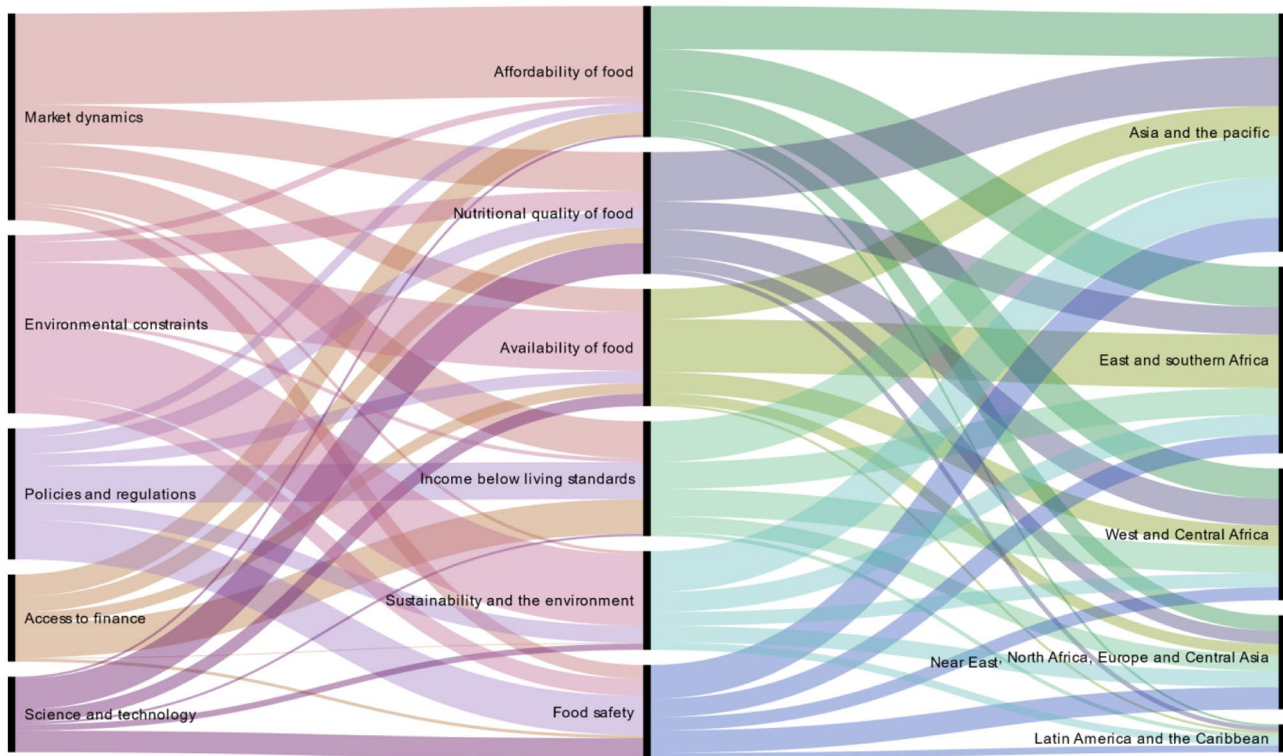 Market dynamics
Environmental constraints
Policies and regulations
Access to finance
Science and technology
Affordability of food
Nutritional quality of food
Availability of food
Income below living standards
Sustainability and the environment
Food safety
Asia and the pacific
East and southern Africa
West and Central Africa
Near East, North Africa, Europe and Central Asia
Latin America and the Caribbean